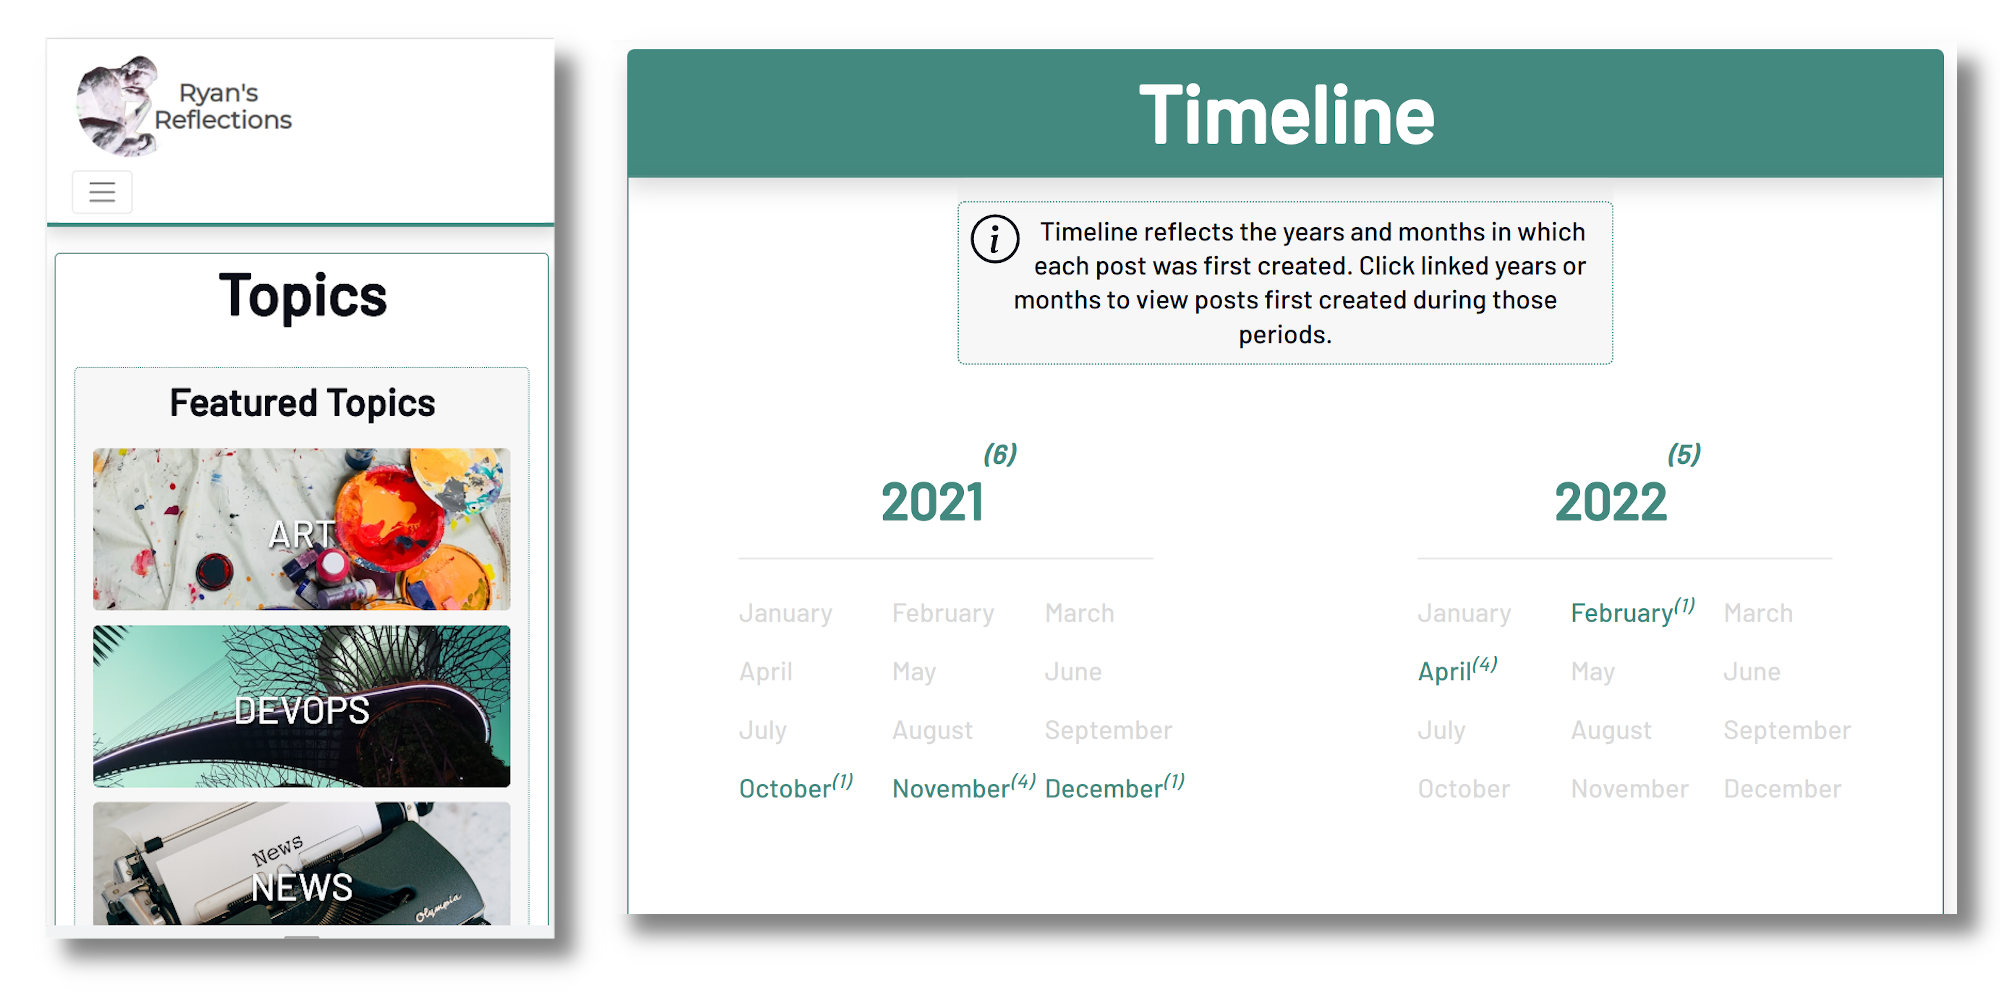 Ryan's
Reflections
Topics
Featured Topics
ART
DEVOPS
News
NEWS
Olympia
Timeline
i
Timeline reflects the years and months in which
each post was first created. Click linked years or
months to view posts first created during those
periods.
2021(6)
January February March
April May June
July August September
October(1) November(4) December(1)
2022(5)
January February(1) March
April(4) May June
July August September
October November December